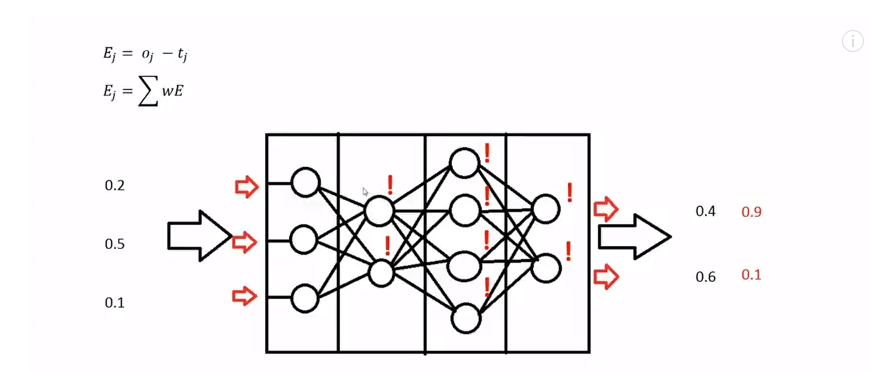 E_j = o_j − t_j
E_j = ∑ wE
0.2
0.5
0.1
! ! ! ! ! ! ! !
0.4 0.9
0.6 0.1
i